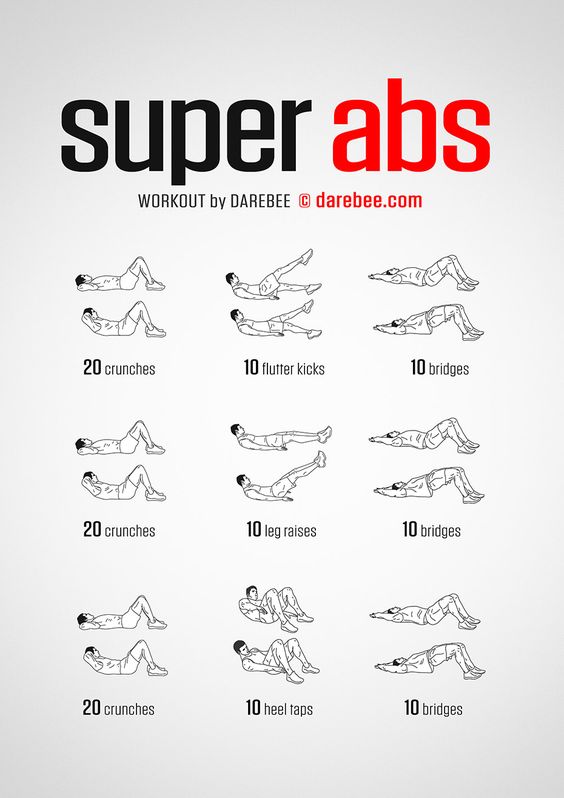 super abs
WORKOUT by DAREBEE © darebee.com
20 crunches
10 flutter kicks
10 bridges
20 crunches
10 leg raises
10 bridges
20 crunches
10 heel taps
10 bridges